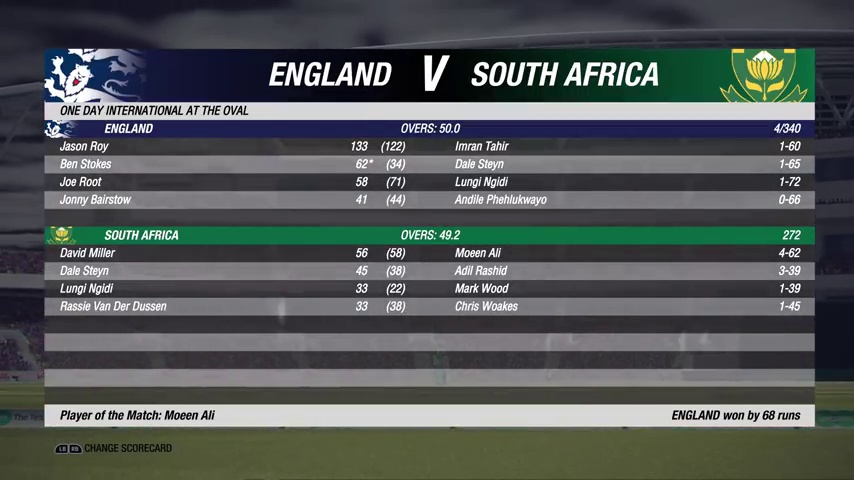 ENGLAND V SOUTH AFRICA
ONE DAY INTERNATIONAL AT THE OVAL
ENGLAND OVERS: 50.0 4/340
Jason Roy 133 (122) Imran Tahir 1-60
Ben Stokes 62* (34) Dale Steyn 1-65
Joe Root 58 (71) Lungi Ngidi 1-72
Jonny Bairstow 41 (44) Andile Phehlukwayo 0-66
SOUTH AFRICA OVERS: 49.2 272
David Miller 56 (58) Moeen Ali 4-62
Dale Steyn 45 (38) Adil Rashid 3-39
Lungi Ngidi 33 (22) Mark Wood 1-39
Rassie Van Der Dussen 33 (38) Chris Woakes 1-45
Player of the Match: Moeen Ali ENGLAND won by 68 runs
LB RB CHANGE SCORECARD